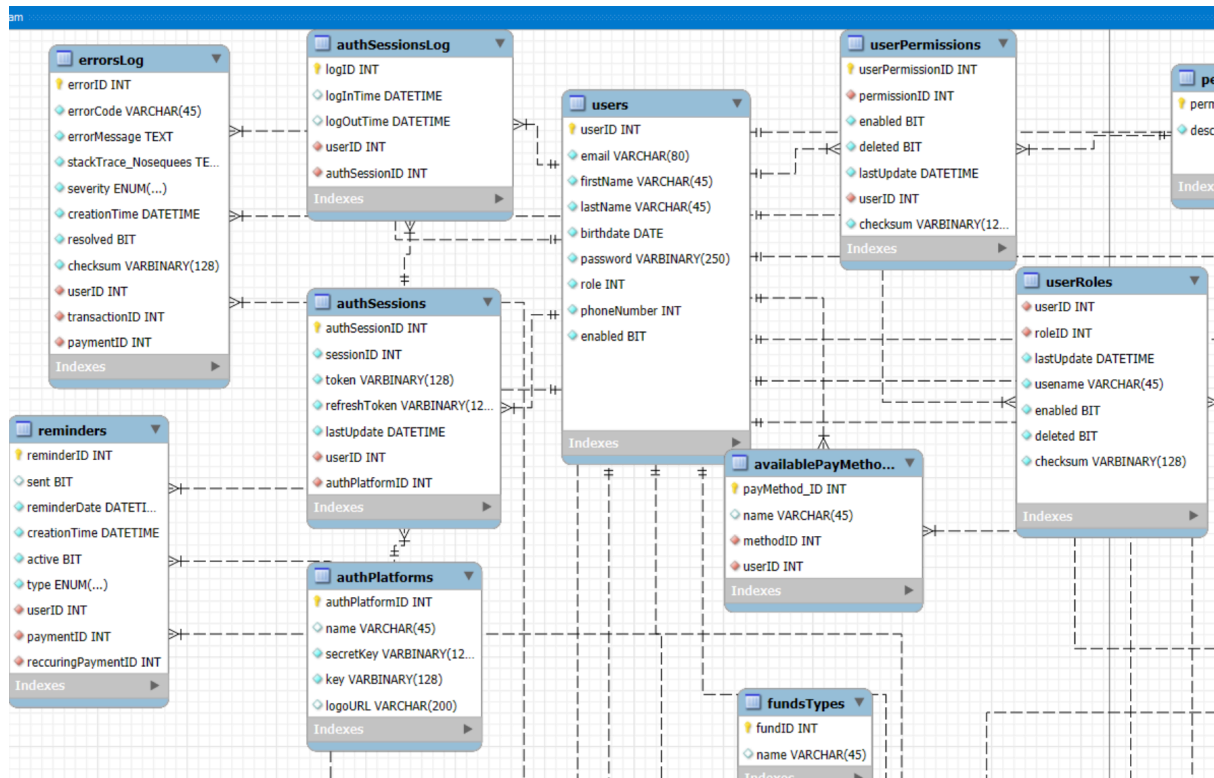 am
errorsLog
errorID INT
errorCode VARCHAR(45)
errorMessage TEXT
stackTrace_Nosequees TE...
severity ENUM(...)
creationTime DATETIME
resolved BIT
checksum VARBINARY(128)
userID INT
transactionID INT
paymentID INT
Indexes
authSessionsLog
logID INT
logInTime DATETIME
logOutTime DATETIME
userID INT
authSessionID INT
Indexes
users
userID INT
email VARCHAR(80)
firstName VARCHAR(45)
lastName VARCHAR(45)
birthdate DATE
password VARBINARY(250)
role INT
phoneNumber INT
enabled BIT
Indexes
userPermissions
userPermissionID INT
permissionID INT
enabled BIT
deleted BIT
lastUpdate DATETIME
userID INT
checksum VARBINARY(12...
Indexes
pe
perm
desc
Index
userRoles
userID INT
roleID INT
lastUpdate DATETIME
usename VARCHAR(45)
enabled BIT
deleted BIT
checksum VARBINARY(128)
Indexes
authSessions
authSessionID INT
sessionID INT
token VARBINARY(128)
refreshToken VARBINARY(12...
lastUpdate DATETIME
userID INT
authPlatformID INT
Indexes
reminders
reminderID INT
sent BIT
reminderDate DATETI...
creationTime DATETIME
active BIT
type ENUM(...)
userID INT
paymentID INT
reccuringPaymentID INT
Indexes
availablePayMetho...
payMethod_ID INT
name VARCHAR(45)
methodID INT
userID INT
Indexes
authPlatforms
authPlatformID INT
name VARCHAR(45)
secretKey VARBINARY(12...
key VARBINARY(128)
logoURL VARCHAR(200)
Indexes
fundsTypes
fundID INT
name VARCHAR(45)
Indexes